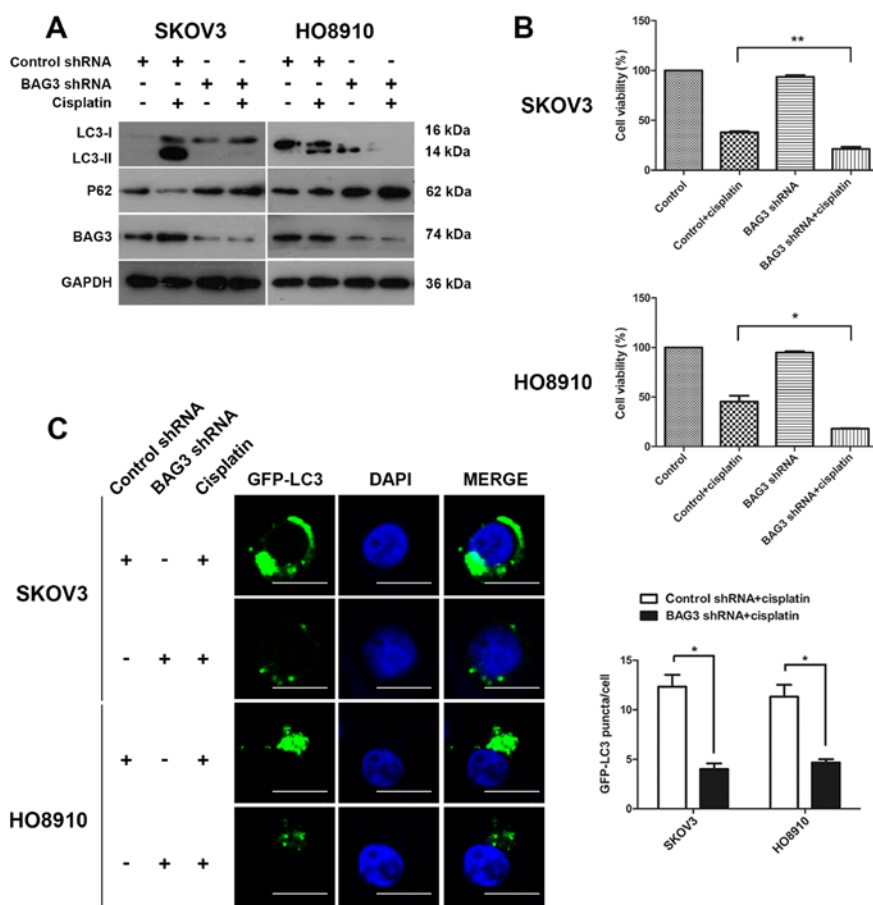 A
SKOV3 HO8910
Control shRNA + + - - + + - -
BAG3 shRNA - - + + - - + +
Cisplatin - + - + - + - +
LC3-I 16 kDa
LC3-II 14 kDa
P62 62 kDa
BAG3 74 kDa
GAPDH 36 kDa
B
SKOV3
Cell viability (%)
150
100
50
0
**
Control
Control+cisplatin
BAG3 shRNA
BAG3 shRNA+cisplatin
HO8910
Cell viability (%)
150
100
50
0
*
Control
Control+cisplatin
BAG3 shRNA
BAG3 shRNA+cisplatin
C
Control shRNA
BAG3 shRNA
Cisplatin
GFP-LC3 DAPI MERGE
SKOV3
+ - +
- + +
HO8910
+ - +
- + +
Control shRNA+cisplatin
BAG3 shRNA+cisplatin
GFP-LC3 puncta/cell
15
10
5
0
* *
SKOV3
HO8910